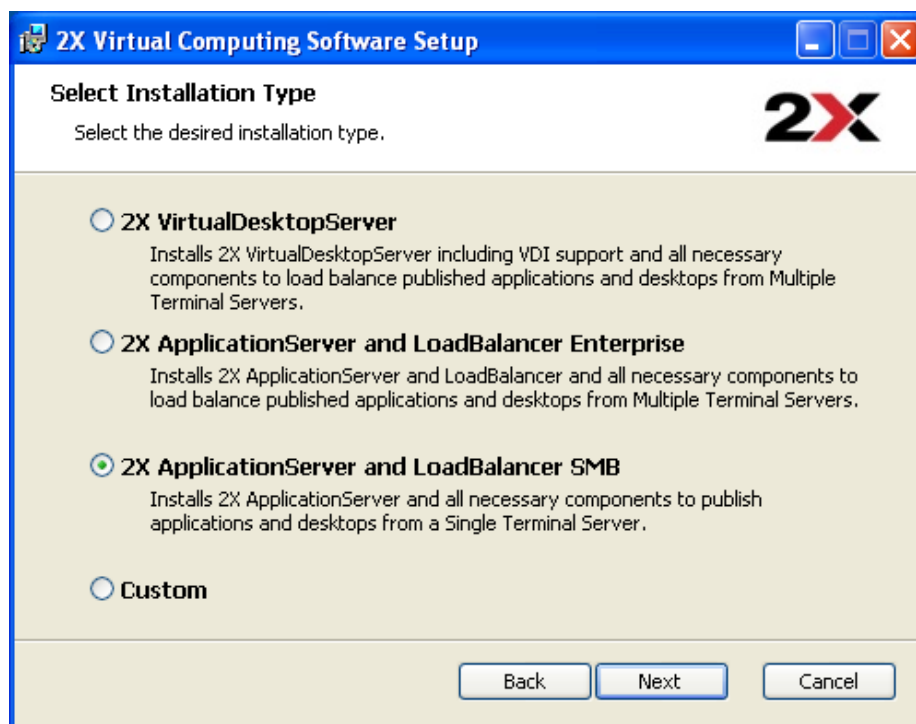 2X Virtual Computing Software Setup
Select Installation Type
Select the desired installation type.
2X
2X VirtualDesktopServer
Installs 2X VirtualDesktopServer including VDI support and all necessary
components to load balance published applications and desktops from Multiple
Terminal Servers.
2X ApplicationServer and LoadBalancer Enterprise
Installs 2X ApplicationServer and LoadBalancer and all necessary components to
load balance published applications and desktops from Multiple Terminal Servers.
2X ApplicationServer and LoadBalancer SMB
Installs 2X ApplicationServer and all necessary components to publish
applications and desktops from a Single Terminal Server.
Custom
Back Next Cancel